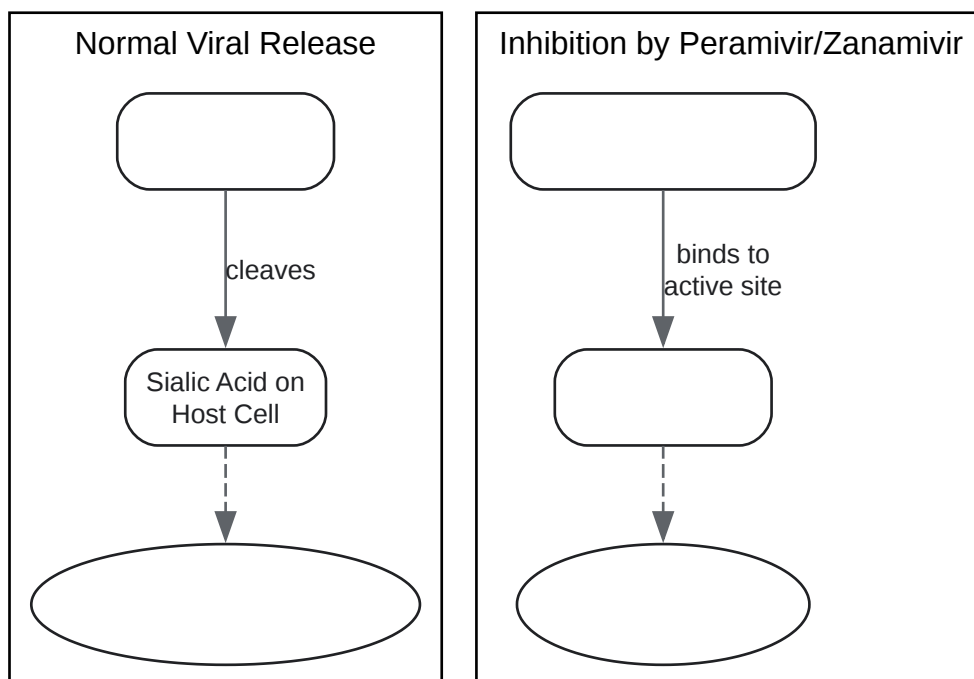 Normal Viral Release
cleaves
Sialic Acid on
Host Cell
Inhibition by Peramivir/Zanamivir
binds to
active site